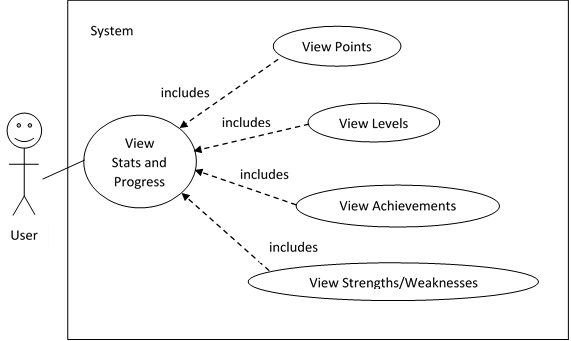 System
View Points
includes
includes
View Levels
View
Stats and
Progress
includes
View Achievements
User
includes
View Strengths/Weaknesses